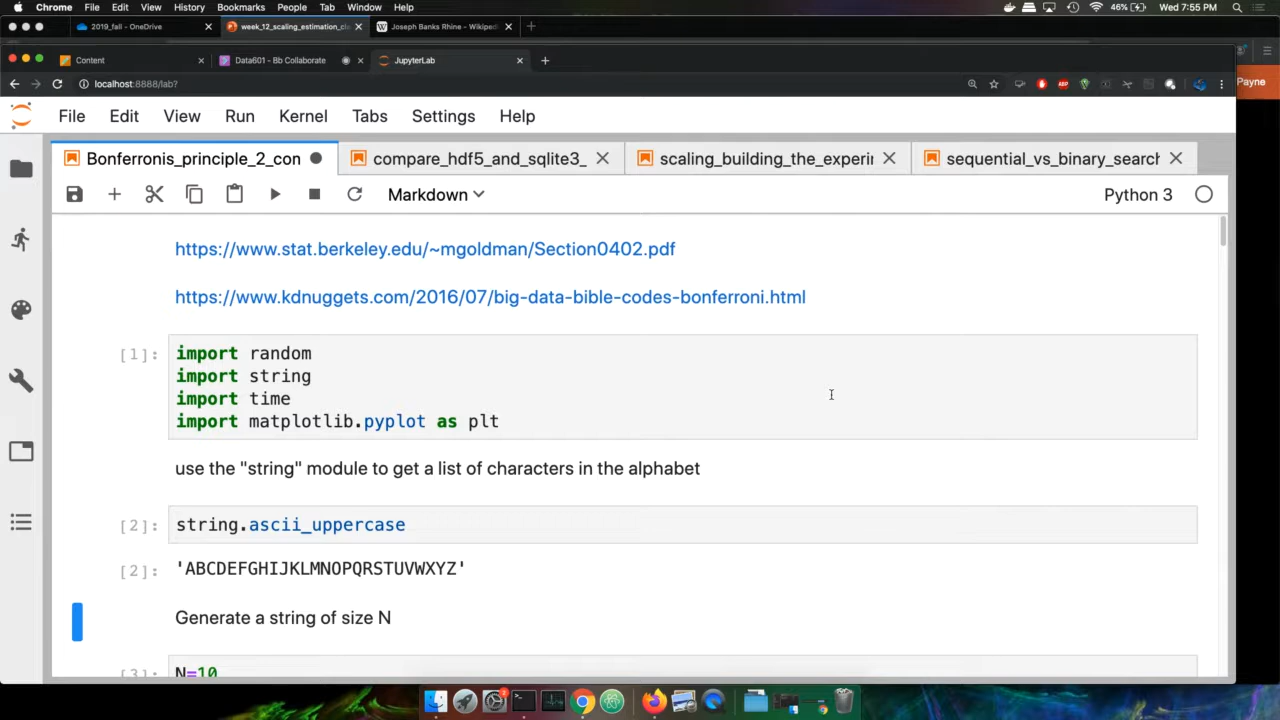 Chrome File Edit View History Bookmarks People Tab Window Help 46% Wed 7:55 PM
2019_fall - OneDrive week_12_scaling_estimation_cl Joseph Banks Rhine - Wikipedi
Content Data601 - Bb Collaborate JupyterLab
localhost:8888/lab?
Payne
File Edit View Run Kernel Tabs Settings Help
Bonferronis_principle_2_con compare_hdf5_and_sqlite3_ scaling_building_the_experi sequential_vs_binary_search
Markdown Python 3
https://www.stat.berkeley.edu/~mgoldman/Section0402.pdf
https://www.kdnuggets.com/2016/07/big-data-bible-codes-bonferroni.html
[1]: import random
import string
import time
import matplotlib.pyplot as plt
use the "string" module to get a list of characters in the alphabet
[2]: string.ascii_uppercase
[2]: 'ABCDEFGHIJKLMNOPQRSTUVWXYZ'
Generate a string of size N
[3]: N=10